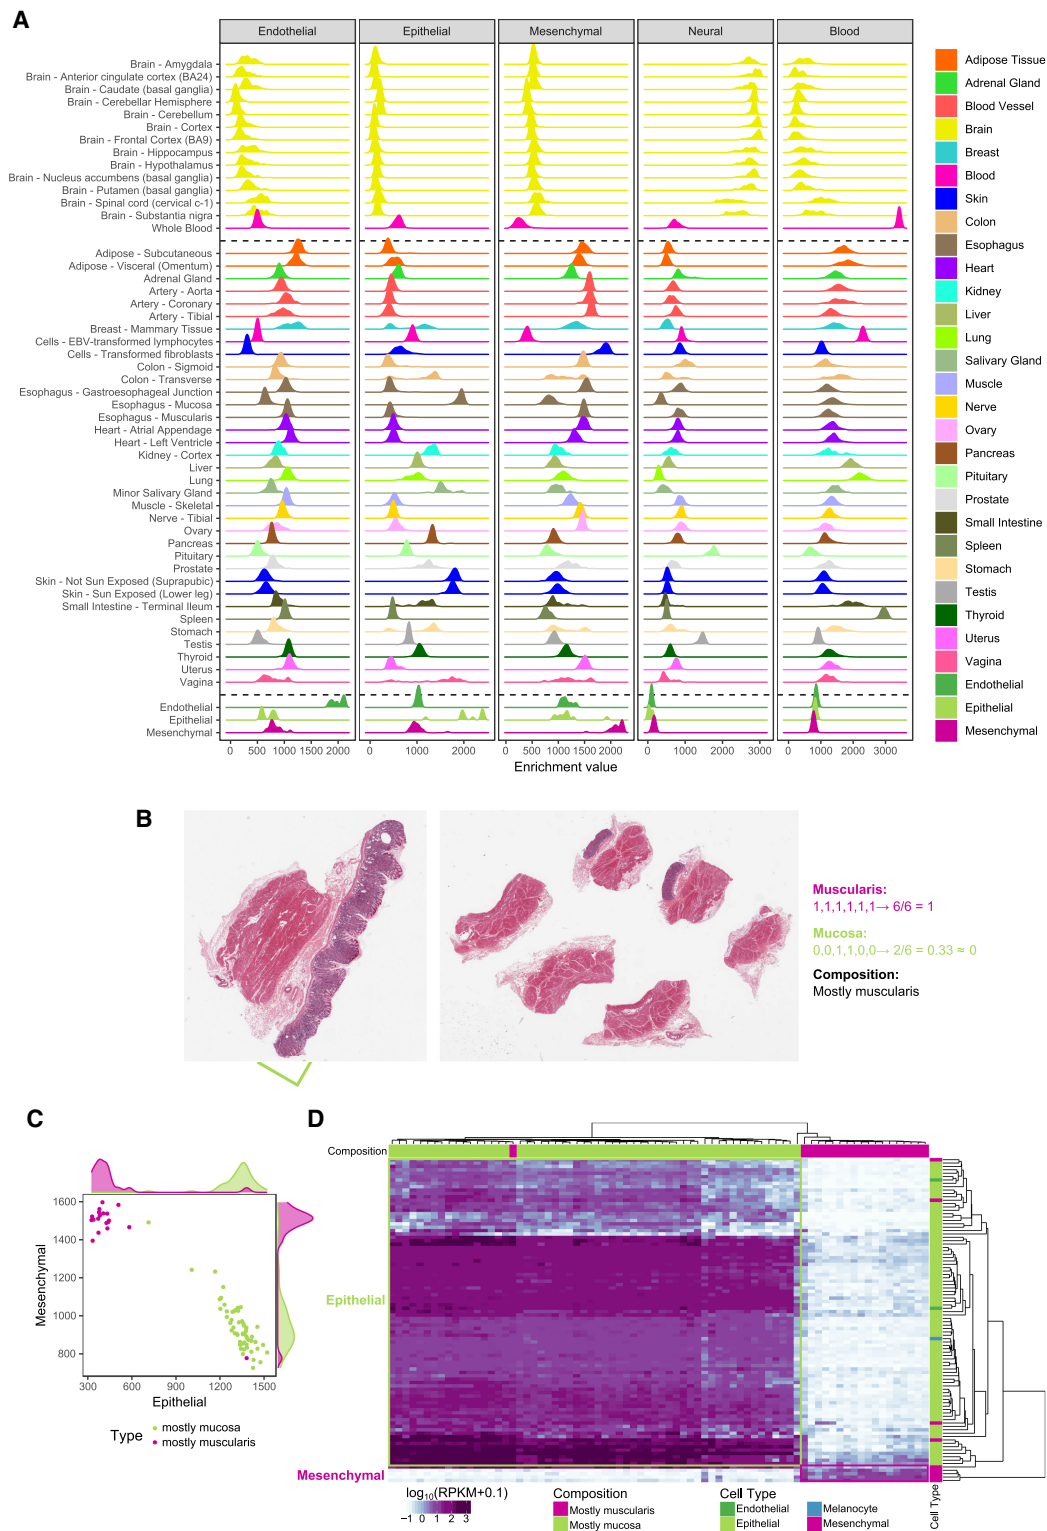 A
Endothelial
Epithelial
Mesenchymal
Neural
Blood
Brain - Amygdala
Brain - Anterior cingulate cortex (BA24)
Brain - Caudate (basal ganglia)
Brain - Cerebellar Hemisphere
Brain - Cerebellum
Brain - Cortex
Brain - Frontal Cortex (BA9)
Brain - Hippocampus
Brain - Hypothalamus
Brain - Nucleus accumbens (basal ganglia)
Brain - Putamen (basal ganglia)
Brain - Spinal cord (cervical c-1)
Brain - Substantia nigra
Whole Blood
Adipose - Subcutaneous
Adipose - Visceral (Omentum)
Adrenal Gland
Artery - Aorta
Artery - Coronary
Artery - Tibial
Breast - Mammary Tissue
Cells - EBV-transformed lymphocytes
Cells - Transformed fibroblasts
Colon - Sigmoid
Colon - Transverse
Esophagus - Gastroesophageal Junction
Esophagus - Mucosa
Esophagus - Muscularis
Heart - Atrial Appendage
Heart - Left Ventricle
Kidney - Cortex
Liver
Lung
Minor Salivary Gland
Muscle - Skeletal
Nerve - Tibial
Ovary
Pancreas
Pituitary
Prostate
Skin - Not Sun Exposed (Suprapubic)
Skin - Sun Exposed (Lower leg)
Small Intestine - Terminal Ileum
Spleen
Stomach
Testis
Thyroid
Uterus
Vagina
Endothelial
Epithelial
Mesenchymal
0 500 1000 1500 2000
0 1000 2000
0 500 1000 1500 2000
0 1000 2000 3000
0 1000 2000 3000
Enrichment value
Adipose Tissue
Adrenal Gland
Blood Vessel
Brain
Breast
Blood
Skin
Colon
Esophagus
Heart
Kidney
Liver
Lung
Salivary Gland
Muscle
Nerve
Ovary
Pancreas
Pituitary
Prostate
Small Intestine
Spleen
Stomach
Testis
Thyroid
Uterus
Vagina
Endothelial
Epithelial
Mesenchymal
B
Muscularis:
1,1,1,1,1,1→ 6/6 = 1
Mucosa:
0,0,1,1,0,0→ 2/6 = 0.33 ≈ 0
Composition:
Mostly muscularis
C
Mesenchymal
1600
1400
1200
1000
800
300 600 900 1200 1500
Epithelial
Type
mostly mucosa
mostly muscularis
D
Composition
Epithelial
Mesenchymal
log₁₀(RPKM+0.1)
−1 0 1 2 3
Composition
Mostly muscularis
Mostly mucosa
Cell Type
Endothelial
Epithelial
Melanocyte
Mesenchymal
Cell Type